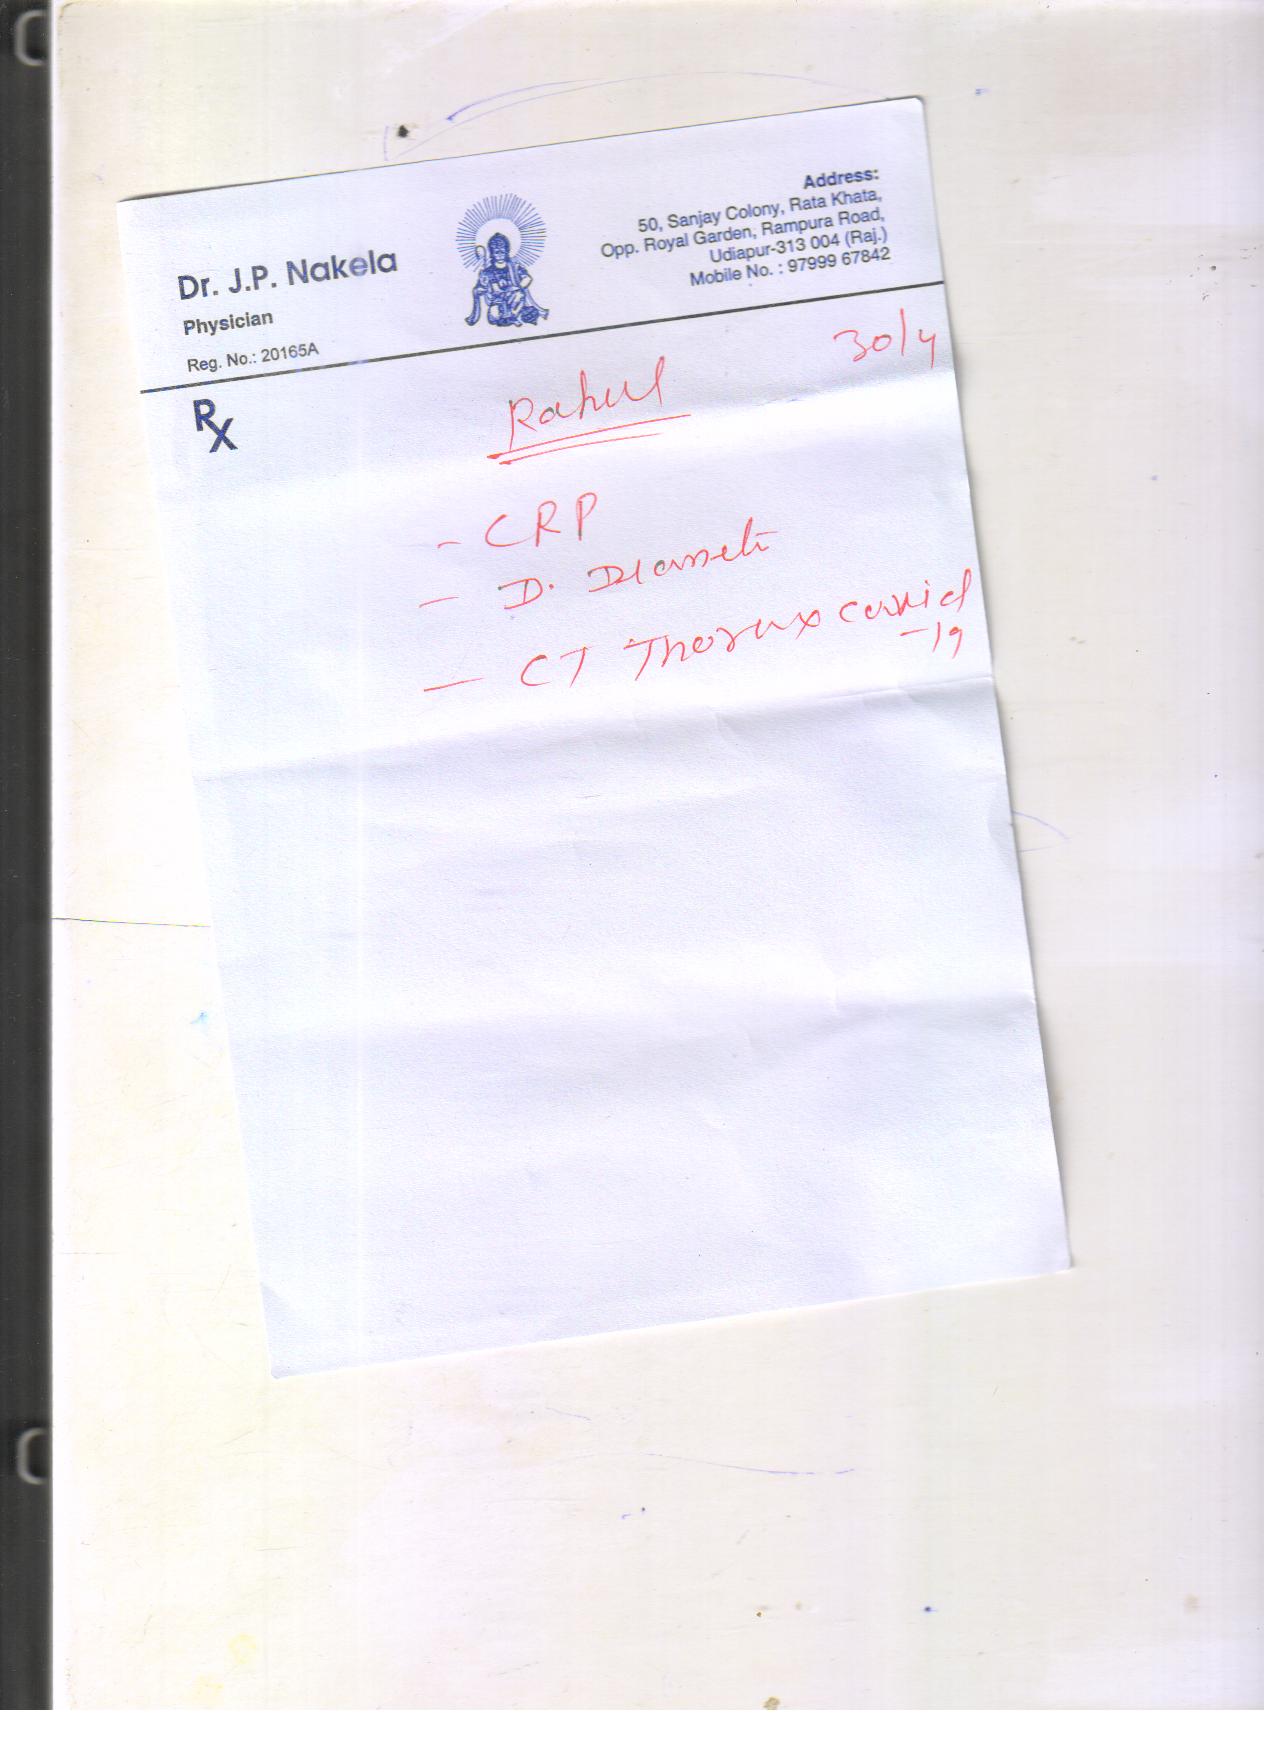 Dr. J.P. Nakela
Physician
Reg. No.: 20165A
Address:
50, Sanjay Colony, Rata Khata,
Opp. Royal Garden, Rampura Road,
Udiapur-313 004 (Raj.)
Mobile No. : 97999 67842
30/4
Rx
Rahul
- CRP
- D.
- CT Thorax covid
-19